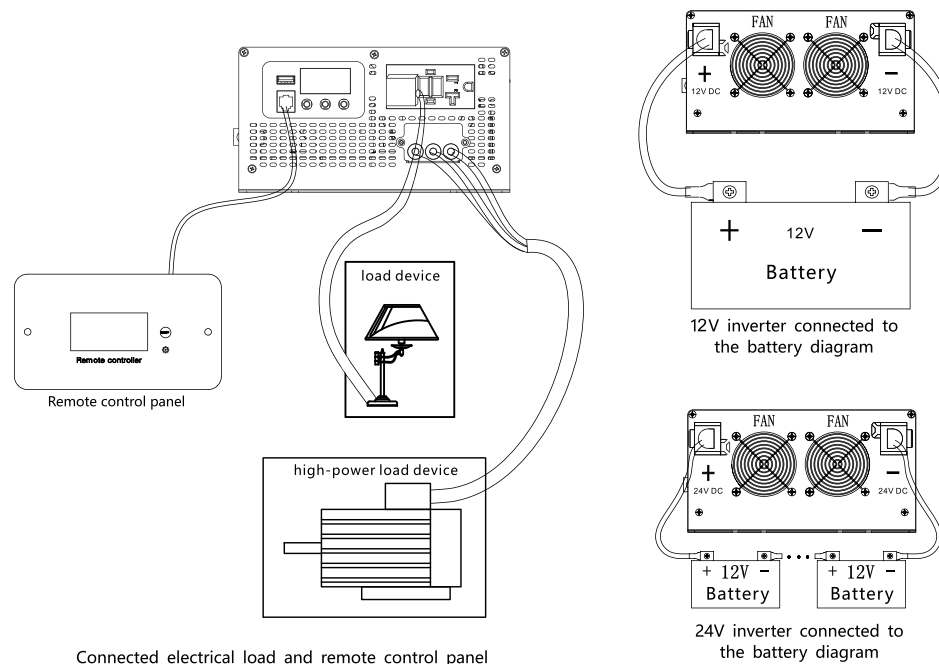 Remote controller
Remote control panel
load device
high-power load device
Connected electrical load and remote control panel
FAN FAN
+ −
12V DC 12V DC
+ 12V −
Battery
12V inverter connected to
the battery diagram
FAN FAN
+ −
24V DC 24V DC
+ 12V − + 12V −
Battery Battery
24V inverter connected to
the battery diagram